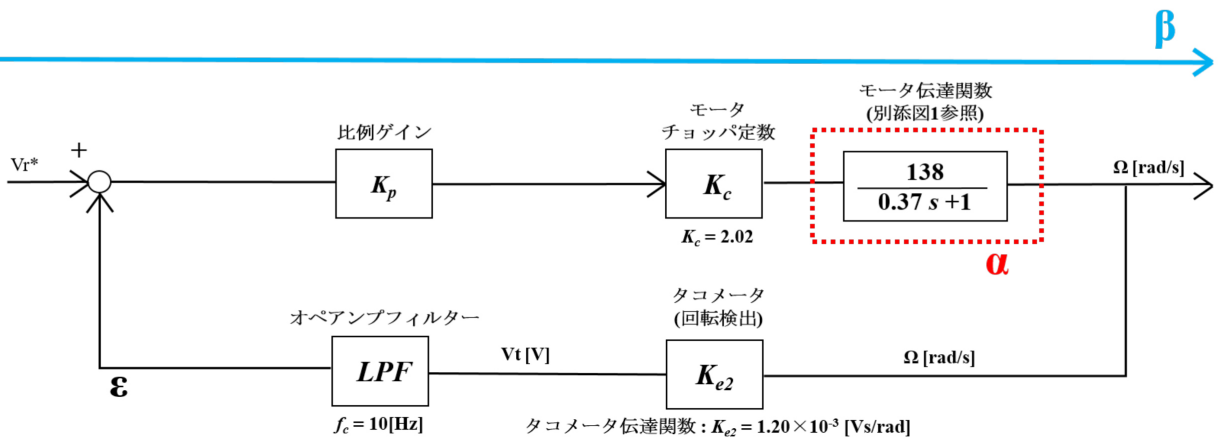 β
モータ伝達関数
(別添図1参照)
モータ
チョッパ定数
比例ゲイン
Vr*
+
Kp
Kc
138
0.37 s +1
Ω [rad/s]
Kc = 2.02
α
タコメータ
(回転検出)
オペアンプフィルター
Vt [V]
Ω [rad/s]
LPF
Ke2
ε
fc = 10[Hz]
タコメータ伝達関数 : Ke2 = 1.20×10-3 [Vs/rad]